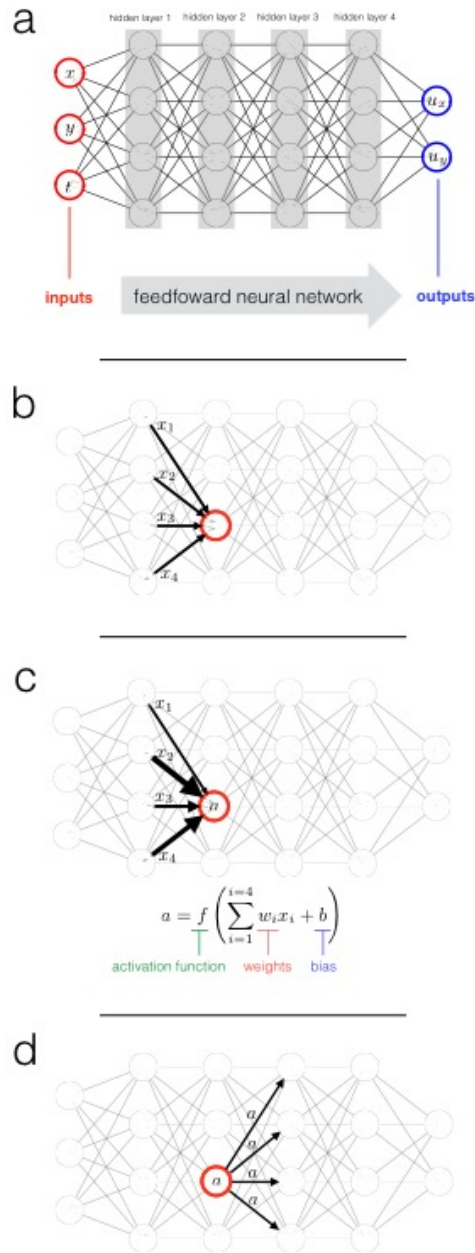 a
hidden layer 1 hidden layer 2 hidden layer 3 hidden layer 4
x
y
t
u_x
u_y
inputs
feedfoward neural network
outputs
b
x_1
x_2
x_3
x_4
c
x_1
x_2
x_3
x_4
a
a = f ( \sum_{i=1}^{i=4} w_i x_i + b )
activation function weights bias
d
a
a
a
a
a